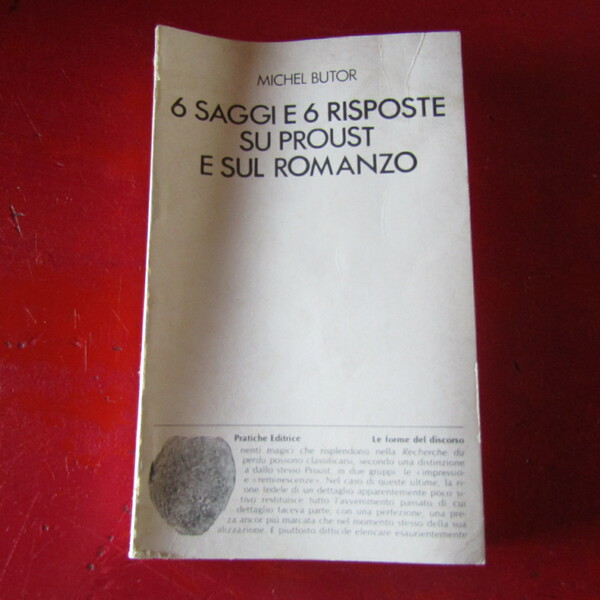 MICHEL BUTOR
6 SAGGI E 6 RISPOSTE
SU PROUST
E SUL ROMANZO
Pratiche Editrice Le forme del discorso
nenti magici che risplendono nella Recherche du
perdu possono classificarsi, secondo una distinzione
a dallo stesso Proust, in due gruppi: le «impressio
e «reminescenze». Nel caso di queste ultime, la ri
one fedele di un dettaglio apparentemente poco se
tivo restituisce tutto l'avvenimento passato di cui
dettaglio faceva parte, con una perfezione, una pre
za ancor più marcata che nel momento stesso della sua
alizzazione. È piuttosto difficile elencare esaurientemente